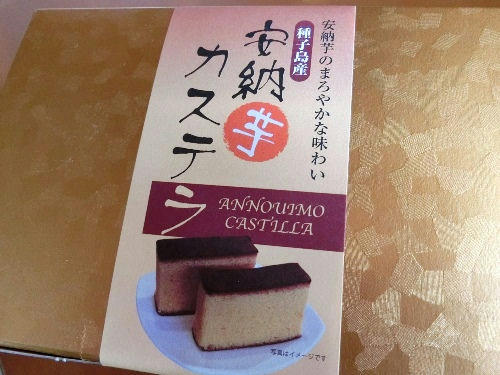 安納芋のまろやかな味わい
種子島産
安納芋
カステラ
ANNOUIMO
CASTILLA
写真はイメージです